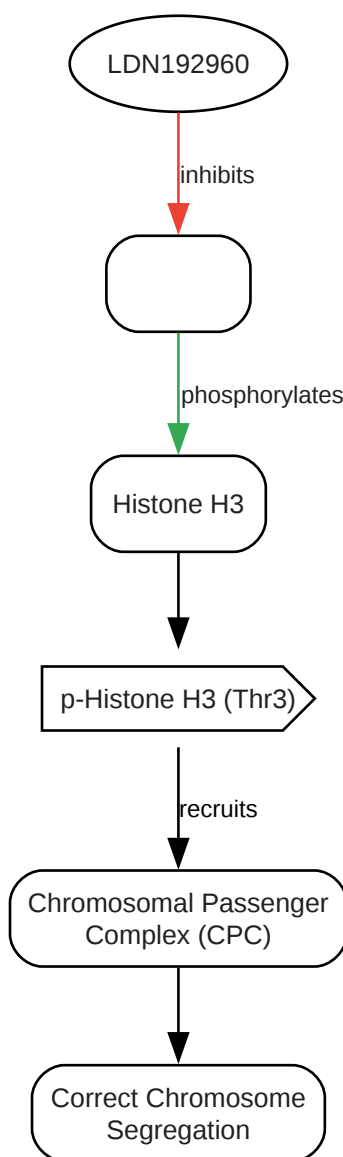 LDN192960
inhibits
phosphorylates
Histone H3
p-Histone H3 (Thr3)
recruits
Chromosomal Passenger
Complex (CPC)
Correct Chromosome
Segregation